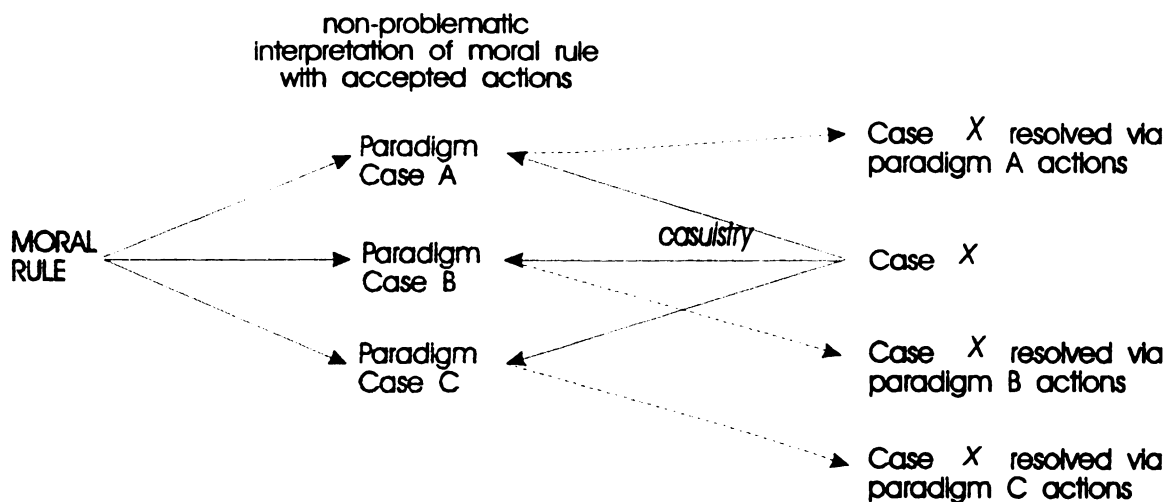 non-problematic
interpretation of moral rule
with accepted actions
Paradigm
Case A
Case X resolved via
paradigm A actions
MORAL
RULE
Paradigm
Case B
casuistry
Case X
Paradigm
Case C
Case X resolved via
paradigm B actions
Case X resolved via
paradigm C actions